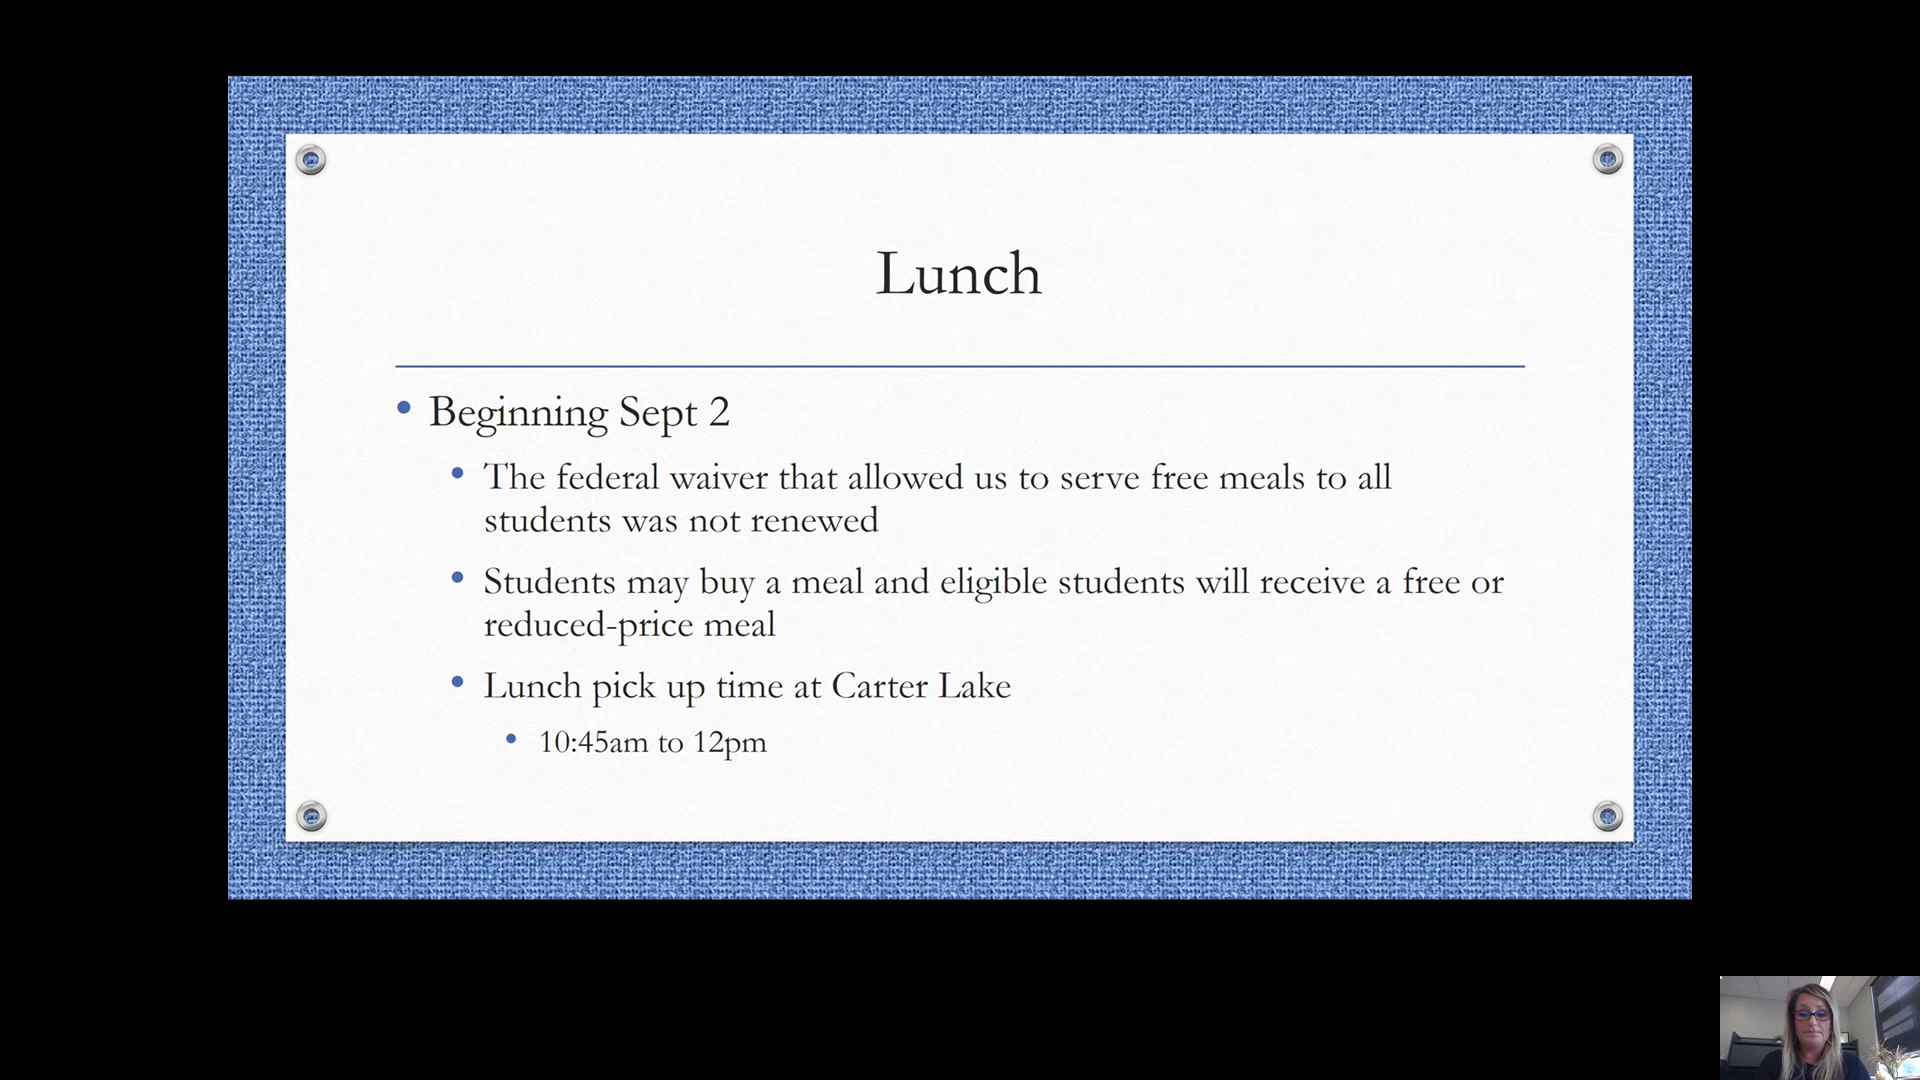 Lunch
Beginning Sept 2
The federal waiver that allowed us to serve free meals to all
students was not renewed
Students may buy a meal and eligible students will receive a free or
reduced-price meal
Lunch pick up time at Carter Lake
10:45am to 12pm